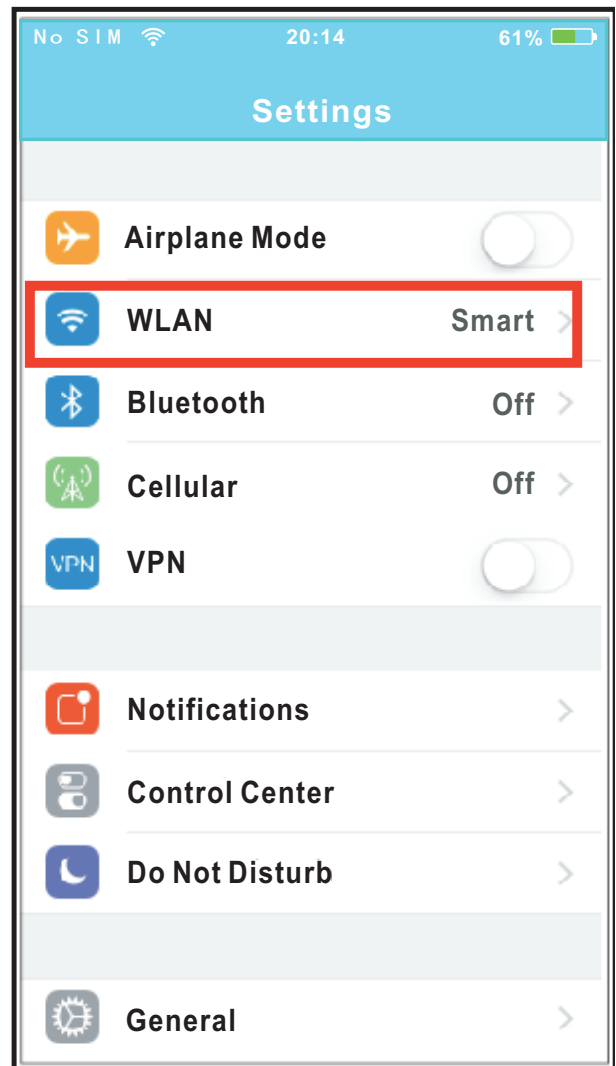 No SIM 20:14 61%
Settings
Airplane Mode
WLAN Smart
Bluetooth Off
Cellular Off
VPN VPN
Notifications
Control Center
Do Not Disturb
General